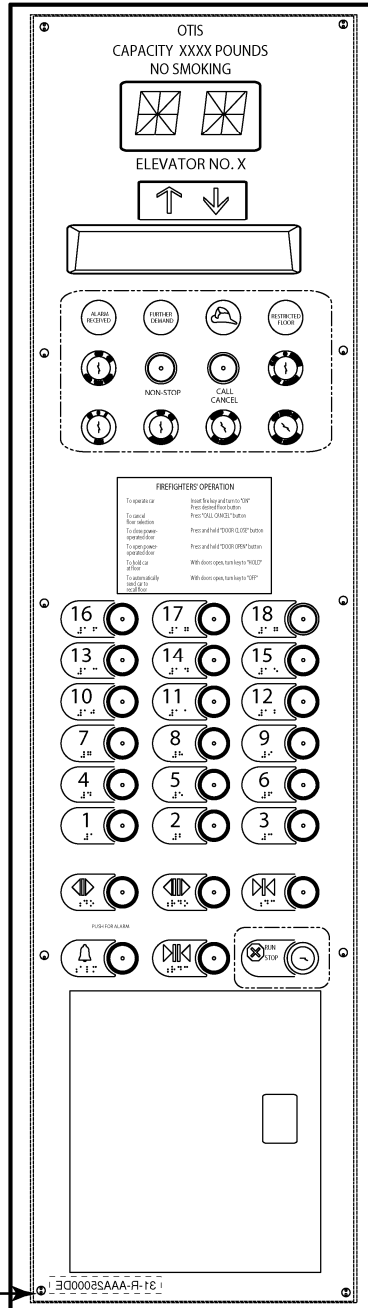 OTIS
CAPACITY XXXX POUNDS
NO SMOKING
ELEVATOR NO. X
ALARM RECEIVED
FURTHER DEMAND
RESTRICTED FLOOR
NON-STOP
CALL CANCEL
FIREFIGHTERS' OPERATION
To operate car Insert fire key and turn to "ON"
Press desired floor button
To cancel floor selection Press "CALL CANCEL" button
To close power-operated door Press and hold "DOOR CLOSE" button
To open power-operated door Press and hold "DOOR OPEN" button
To hold car at floor With doors open, turn key to "HOLD"
To automatically send car to recall floor With doors open, turn key to "OFF"
16 17 18
13 14 15
10 11 12
7 8 9
4 5 6
1 2 3
PUSH FOR ALARM
RUN
STOP
31-R-AAA25000DE